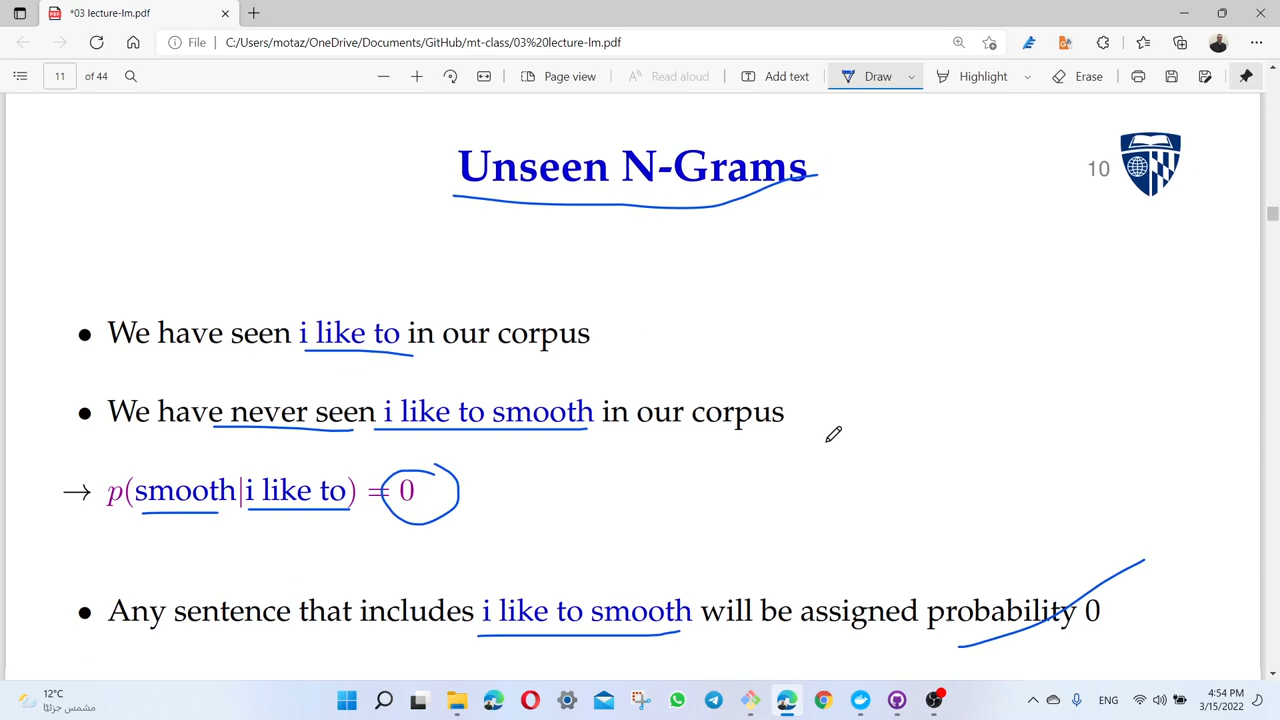 *03 lecture-lm.pdf
File
C:/Users/motaz/OneDrive/Documents/GitHub/mt-class/03%20lecture-lm.pdf
11 of 44
Page view
Read aloud
Add text
Draw
Highlight
Erase
Unseen N-Grams
10
• We have seen i like to in our corpus
• We have never seen i like to smooth in our corpus
→ p(smooth|i like to) = 0
• Any sentence that includes i like to smooth will be assigned probability 0
12°C
مشمس جزئيًا
ENG
4:54 PM
3/15/2022